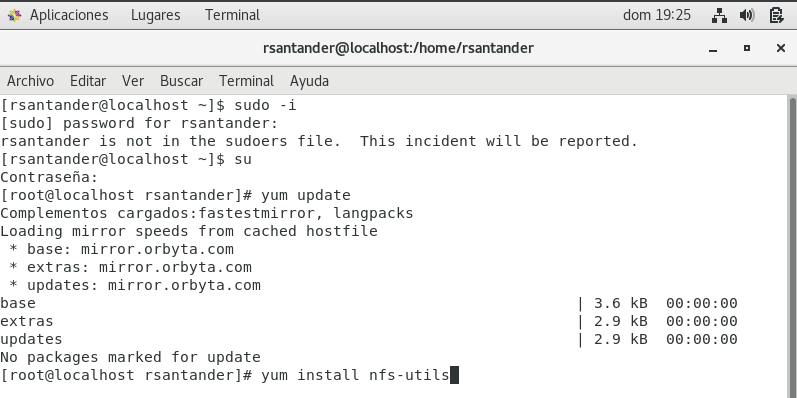 Aplicaciones Lugares Terminal dom 19:25
rsantander@localhost:/home/rsantander
Archivo Editar Ver Buscar Terminal Ayuda
[rsantander@localhost ~]$ sudo -i
[sudo] password for rsantander:
rsantander is not in the sudoers file.  This incident will be reported.
[rsantander@localhost ~]$ su
Contraseña:
[root@localhost rsantander]# yum update
Complementos cargados:fastestmirror, langpacks
Loading mirror speeds from cached hostfile
 * base: mirror.orbyta.com
 * extras: mirror.orbyta.com
 * updates: mirror.orbyta.com
base | 3.6 kB  00:00:00
extras | 2.9 kB  00:00:00
updates | 2.9 kB  00:00:00
No packages marked for update
[root@localhost rsantander]# yum install nfs-utils